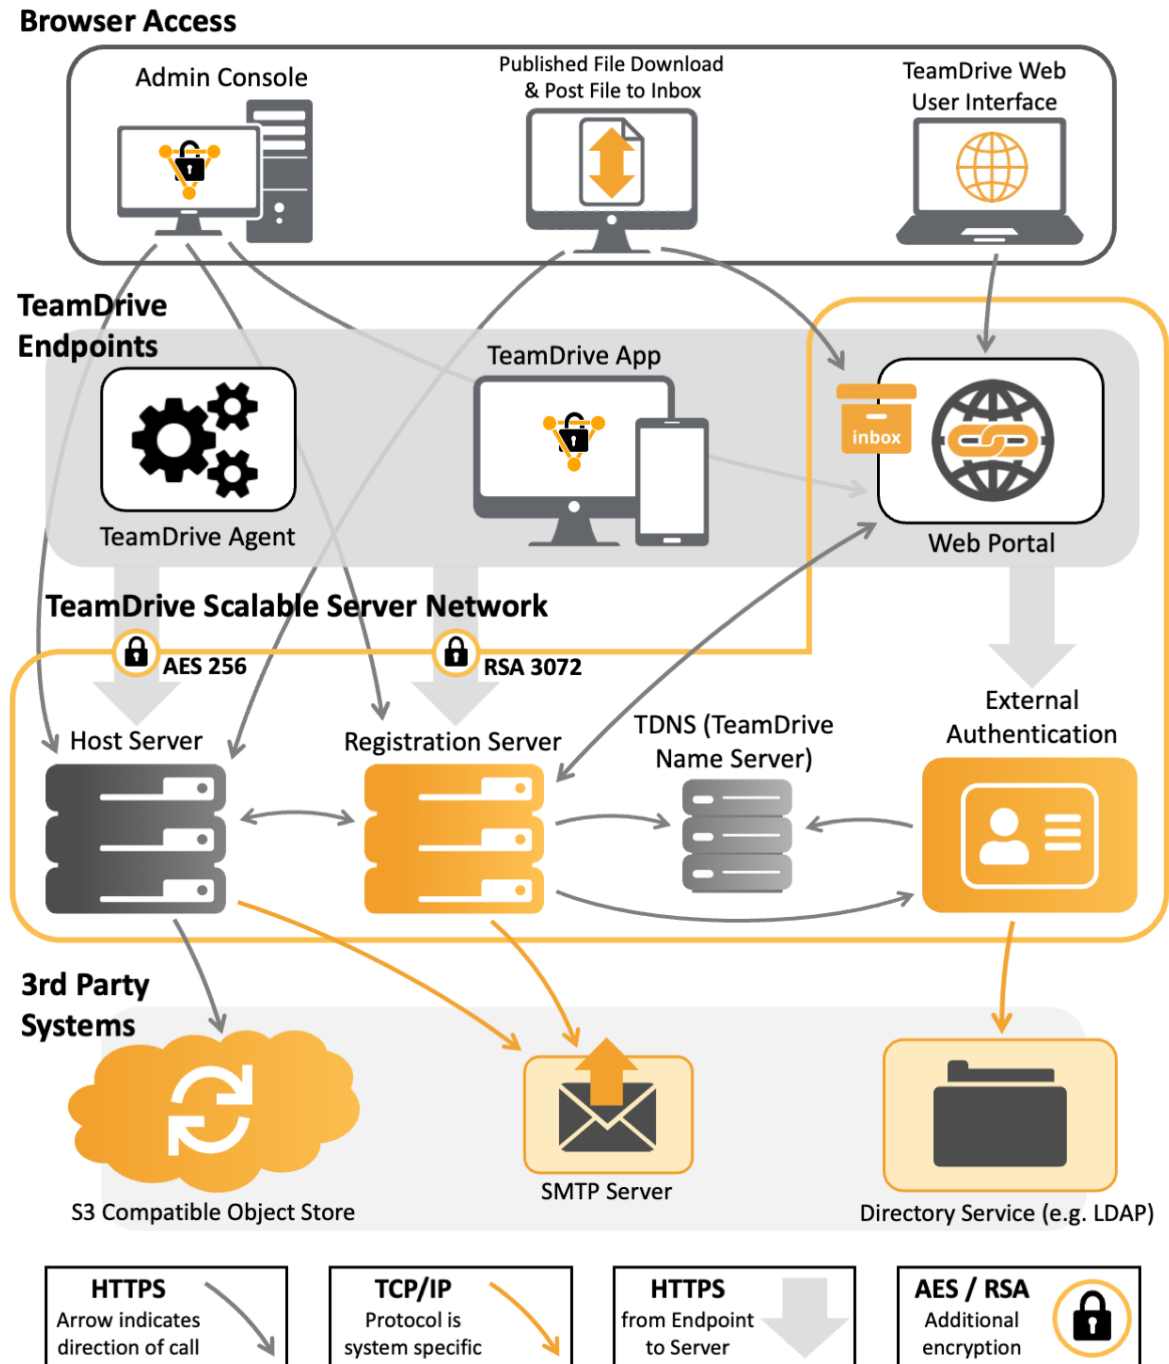 Browser Access
Admin Console
Published File Download
& Post File to Inbox
TeamDrive Web
User Interface
TeamDrive
Endpoints
TeamDrive App
inbox
TeamDrive Agent
Web Portal
TeamDrive Scalable Server Network
AES 256
RSA 3072
Host Server
Registration Server
TDNS (TeamDrive
Name Server)
External
Authentication
3rd Party
Systems
S3 Compatible Object Store
SMTP Server
Directory Service (e.g. LDAP)
HTTPS
Arrow indicates
direction of call
TCP/IP
Protocol is
system specific
HTTPS
from Endpoint
to Server
AES / RSA
Additional
encryption